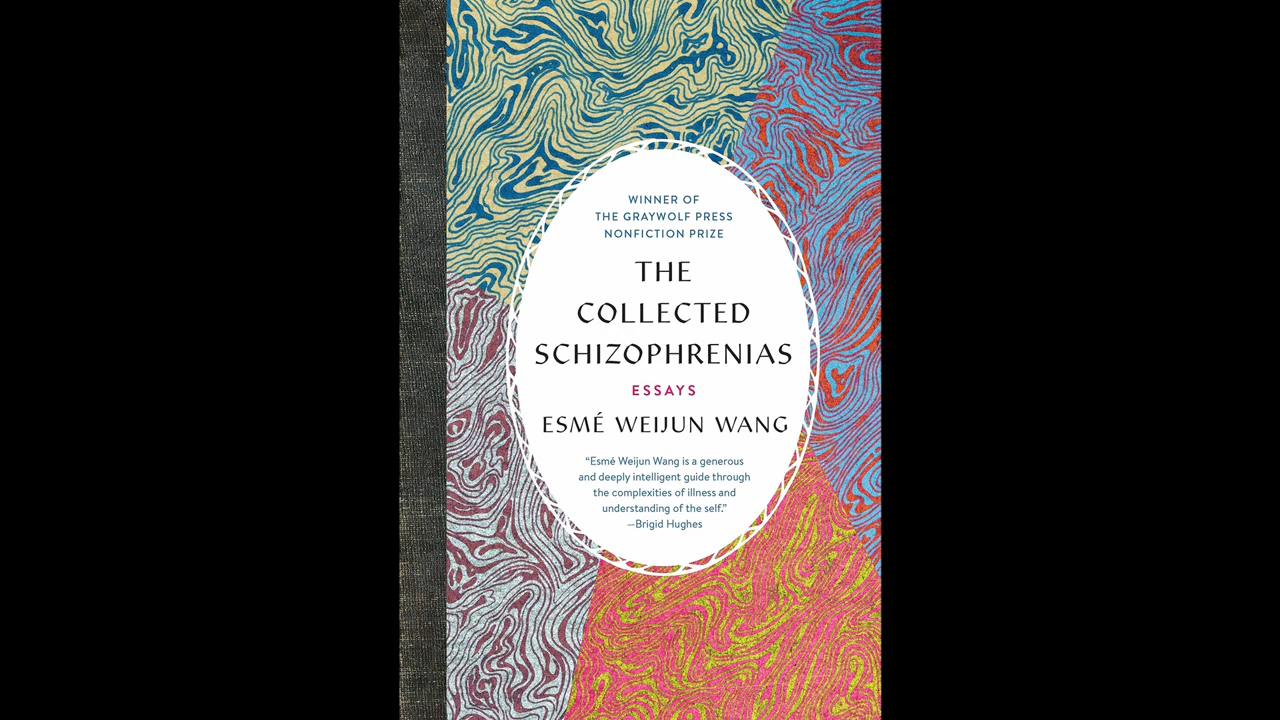 WINNER OF
THE GRAYWOLF PRESS
NONFICTION PRIZE
THE
COLLECTED
SCHIZOPHRENIAS
ESSAYS
ESMÉ WEIJUN WANG
“Esmé Weijun Wang is a generous
and deeply intelligent guide through
the complexities of illness and
understanding of the self.”
—Brigid Hughes